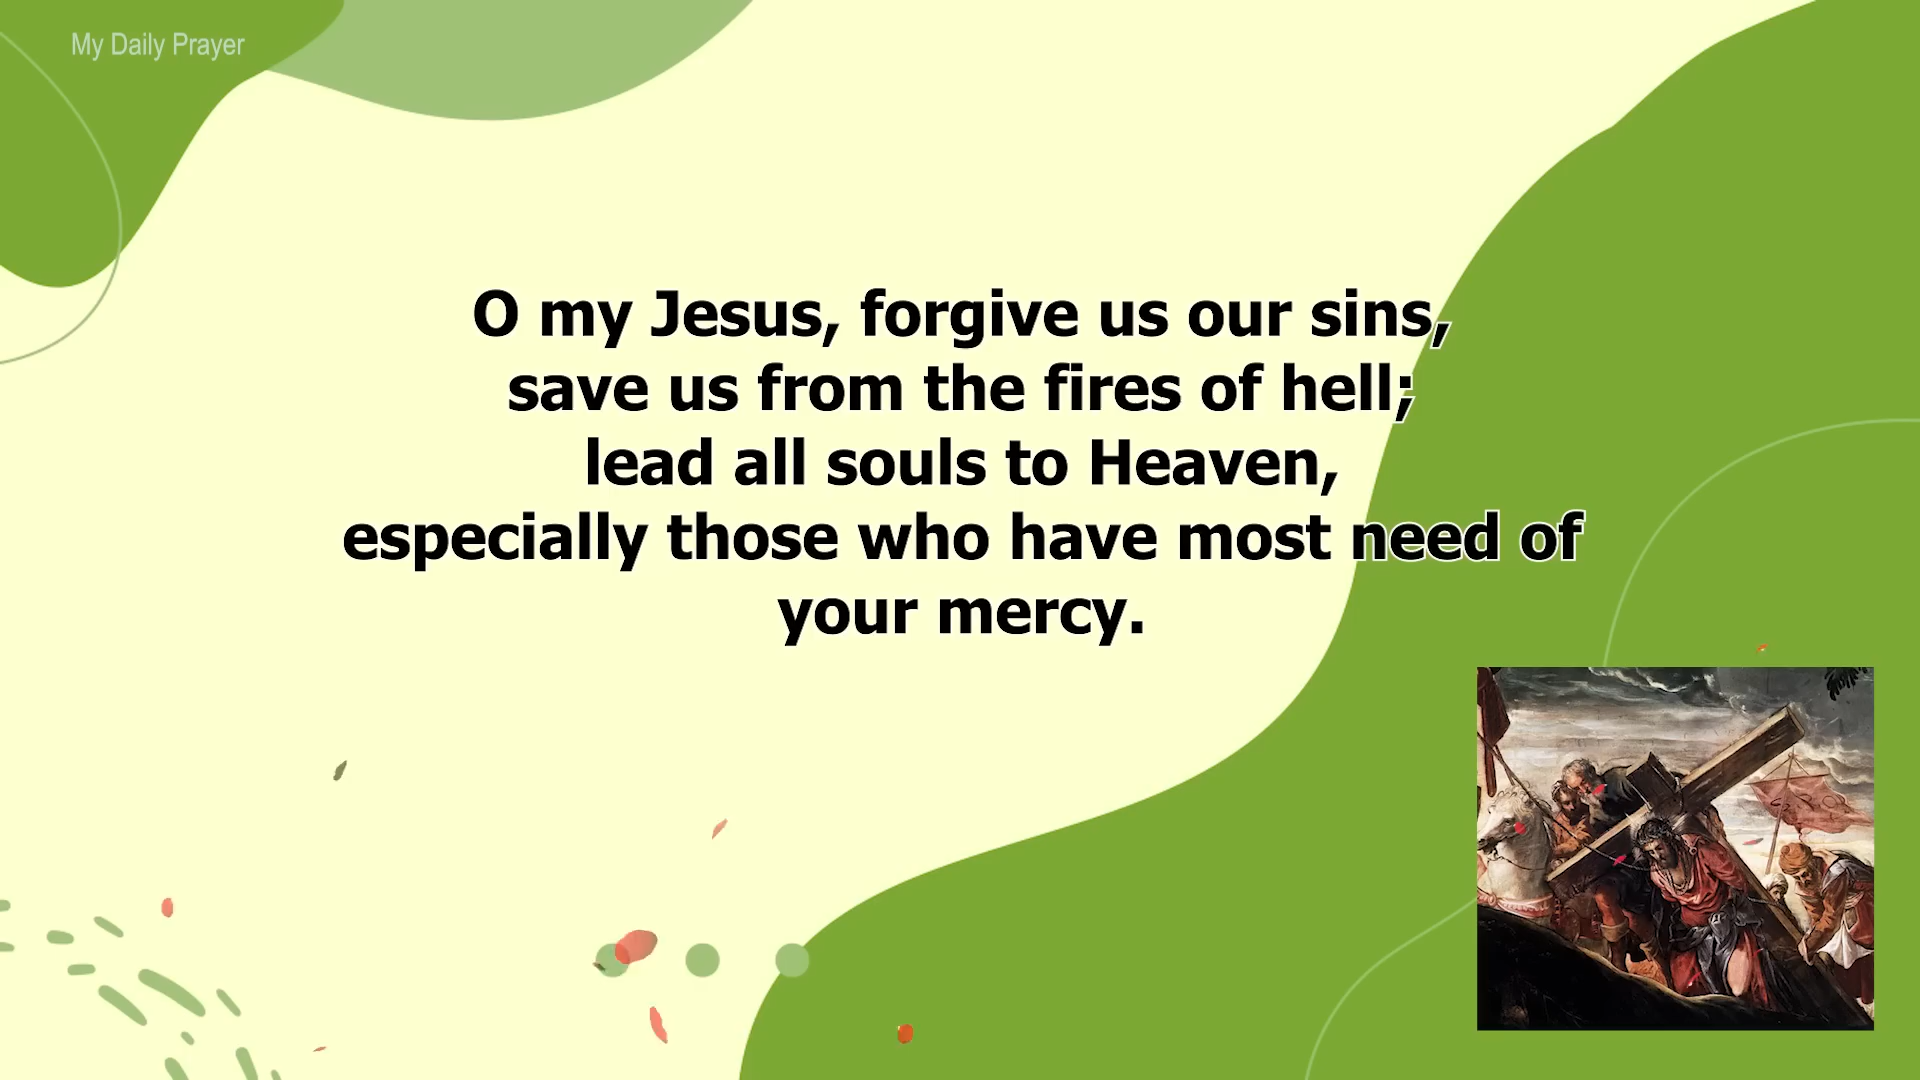 My Daily Prayer
O my Jesus, forgive us our sins,
save us from the fires of hell;
lead all souls to Heaven,
especially those who have most need of
your mercy.